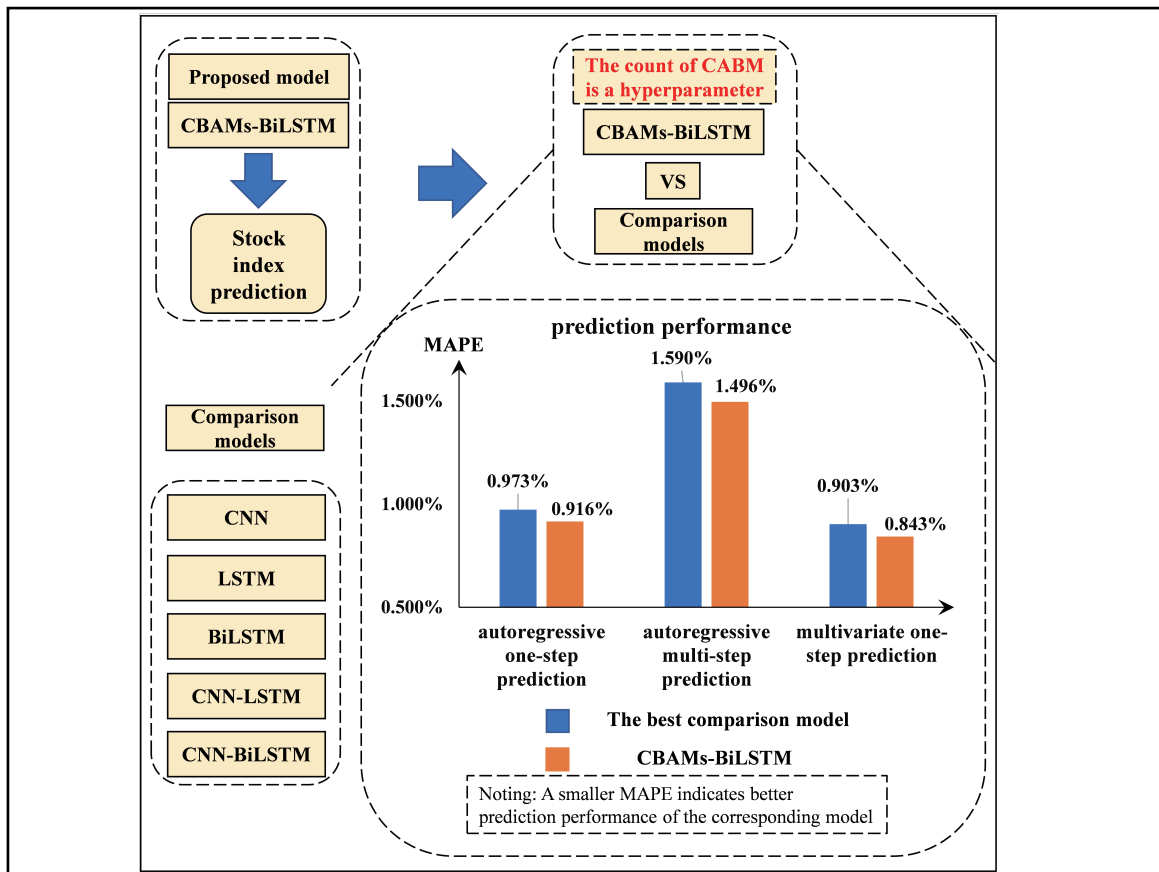 Proposed model
CBAMs-BiLSTM
Stock
index
prediction
The count of CABM
is a hyperparameter
CBAMs-BiLSTM
VS
Comparison
models
Comparison
models
CNN
LSTM
BiLSTM
CNN-LSTM
CNN-BiLSTM
prediction performance
MAPE
1.500%
1.000%
0.500%
0.973%
0.916%
1.590%
1.496%
0.903%
0.843%
autoregressive
one-step
prediction
autoregressive
multi-step
prediction
multivariate one-
step prediction
The best comparison model
CBAMs-BiLSTM
Noting: A smaller MAPE indicates better
prediction performance of the corresponding model